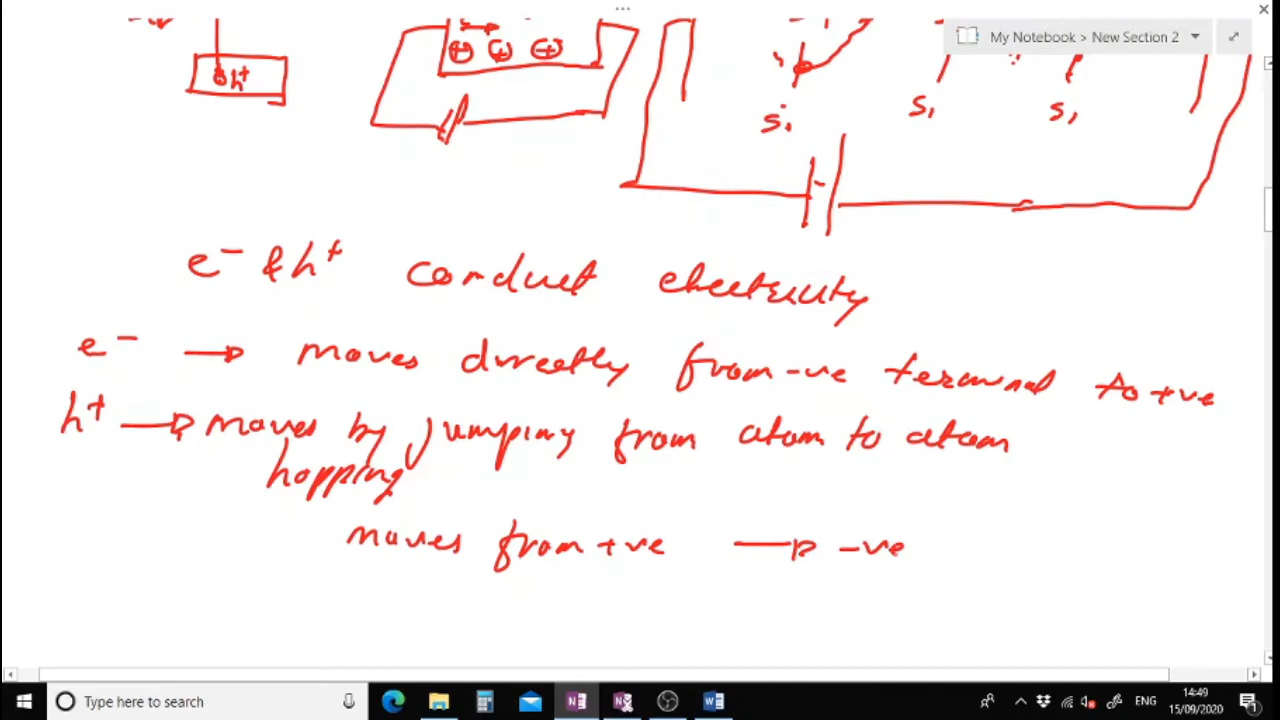 My Notebook > New Section 2
h+
+ + +
Si Si Si
e- & h+ conduct electricity
e- → moves directly from -ve terminal to +ve
h+ → moves by jumping from atom to atom
hopping
moves from +ve → -ve
Type here to search
ENG
14:49
15/09/2020
1